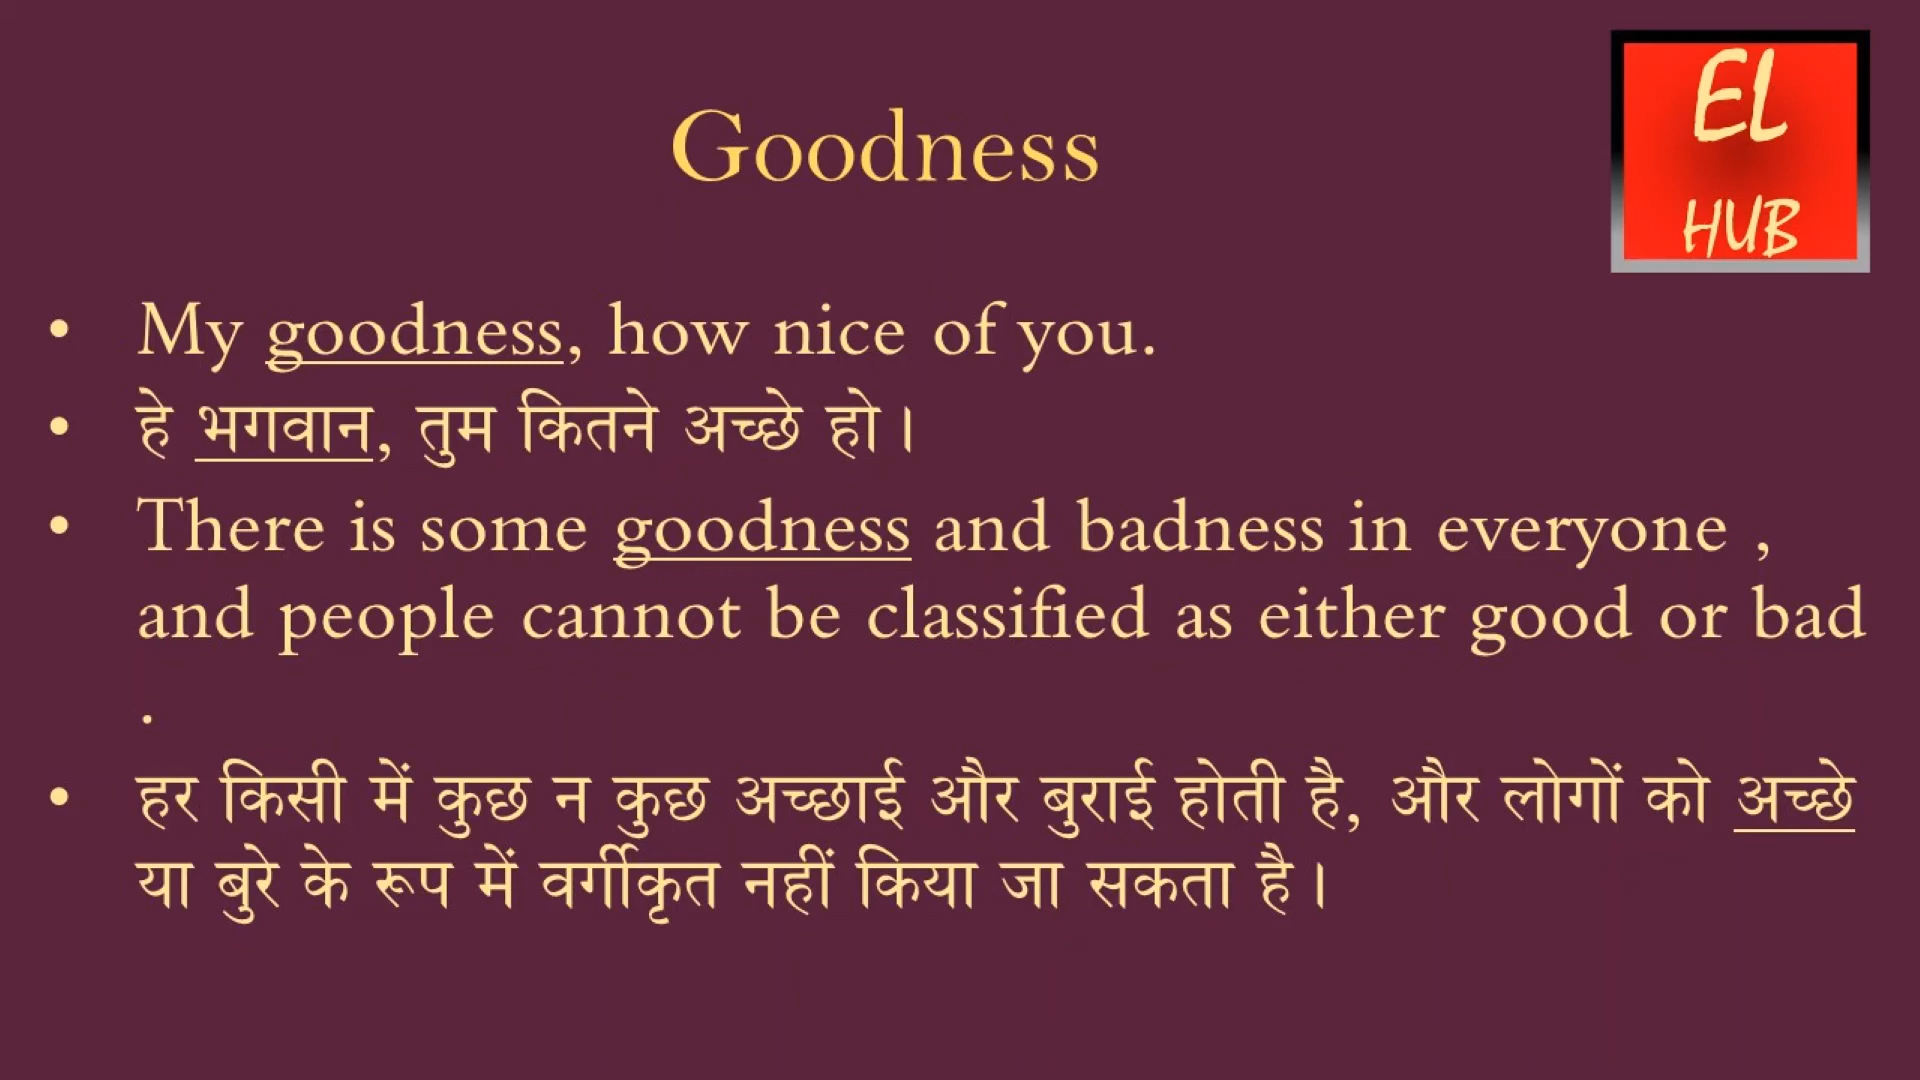 EL
HUB
Goodness
• My goodness, how nice of you.
• हे भगवान, तुम कितने अच्छे हो।
• There is some goodness and badness in everyone ,
and people cannot be classified as either good or bad
.
• हर किसी में कुछ न कुछ अच्छाई और बुराई होती है, और लोगों को अच्छे
या बुरे के रूप में वर्गीकृत नहीं किया जा सकता है।